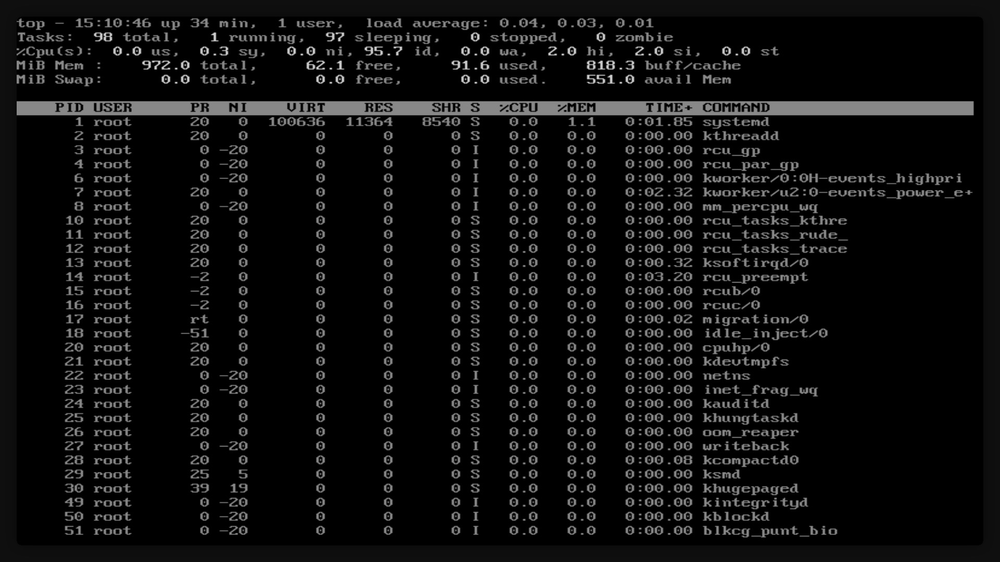 top - 15:10:46 up 34 min,  1 user,  load average: 0.04, 0.03, 0.01
Tasks:  98 total,   1 running,  97 sleeping,   0 stopped,   0 zombie
%Cpu(s):  0.0 us,  0.3 sy,  0.0 ni, 95.7 id,  0.0 wa,  2.0 hi,  2.0 si,  0.0 st
MiB Mem :    972.0 total,     62.1 free,     91.6 used,    818.3 buff/cache
MiB Swap:      0.0 total,      0.0 free,      0.0 used.    551.0 avail Mem
PID USER      PR  NI    VIRT    RES    SHR S  %CPU  %MEM     TIME+ COMMAND
1 root      20   0  100636  11364   8540 S   0.0   1.1   0:01.85 systemd
2 root      20   0       0      0      0 S   0.0   0.0   0:00.00 kthreadd
3 root       0 -20       0      0      0 I   0.0   0.0   0:00.00 rcu_gp
4 root       0 -20       0      0      0 I   0.0   0.0   0:00.00 rcu_par_gp
6 root       0 -20       0      0      0 I   0.0   0.0   0:00.00 kworker/0:0H-events_highpri
7 root      20   0       0      0      0 I   0.0   0.0   0:02.32 kworker/u2:0-events_power_e+
8 root       0 -20       0      0      0 I   0.0   0.0   0:00.00 mm_percpu_wq
10 root      20   0       0      0      0 S   0.0   0.0   0:00.00 rcu_tasks_kthre
11 root      20   0       0      0      0 S   0.0   0.0   0:00.00 rcu_tasks_rude_
12 root      20   0       0      0      0 S   0.0   0.0   0:00.00 rcu_tasks_trace
13 root      20   0       0      0      0 S   0.0   0.0   0:00.32 ksoftirqd/0
14 root      -2   0       0      0      0 I   0.0   0.0   0:03.20 rcu_preempt
15 root      -2   0       0      0      0 S   0.0   0.0   0:00.00 rcub/0
16 root      -2   0       0      0      0 S   0.0   0.0   0:00.00 rcuc/0
17 root      rt   0       0      0      0 S   0.0   0.0   0:00.02 migration/0
18 root     -51   0       0      0      0 S   0.0   0.0   0:00.00 idle_inject/0
20 root      20   0       0      0      0 S   0.0   0.0   0:00.00 cpuhp/0
21 root      20   0       0      0      0 S   0.0   0.0   0:00.00 kdevtmpfs
22 root       0 -20       0      0      0 I   0.0   0.0   0:00.00 netns
23 root       0 -20       0      0      0 I   0.0   0.0   0:00.00 inet_frag_wq
24 root      20   0       0      0      0 S   0.0   0.0   0:00.00 kauditd
25 root      20   0       0      0      0 S   0.0   0.0   0:00.00 khungtaskd
26 root      20   0       0      0      0 S   0.0   0.0   0:00.00 oom_reaper
27 root       0 -20       0      0      0 I   0.0   0.0   0:00.00 writeback
28 root      20   0       0      0      0 S   0.0   0.0   0:00.08 kcompactd0
29 root      25   5       0      0      0 S   0.0   0.0   0:00.00 ksmd
30 root      39  19       0      0      0 S   0.0   0.0   0:00.00 khugepaged
49 root       0 -20       0      0      0 I   0.0   0.0   0:00.00 kintegrityd
50 root       0 -20       0      0      0 I   0.0   0.0   0:00.00 kblockd
51 root       0 -20       0      0      0 I   0.0   0.0   0:00.00 blkcg_punt_bio